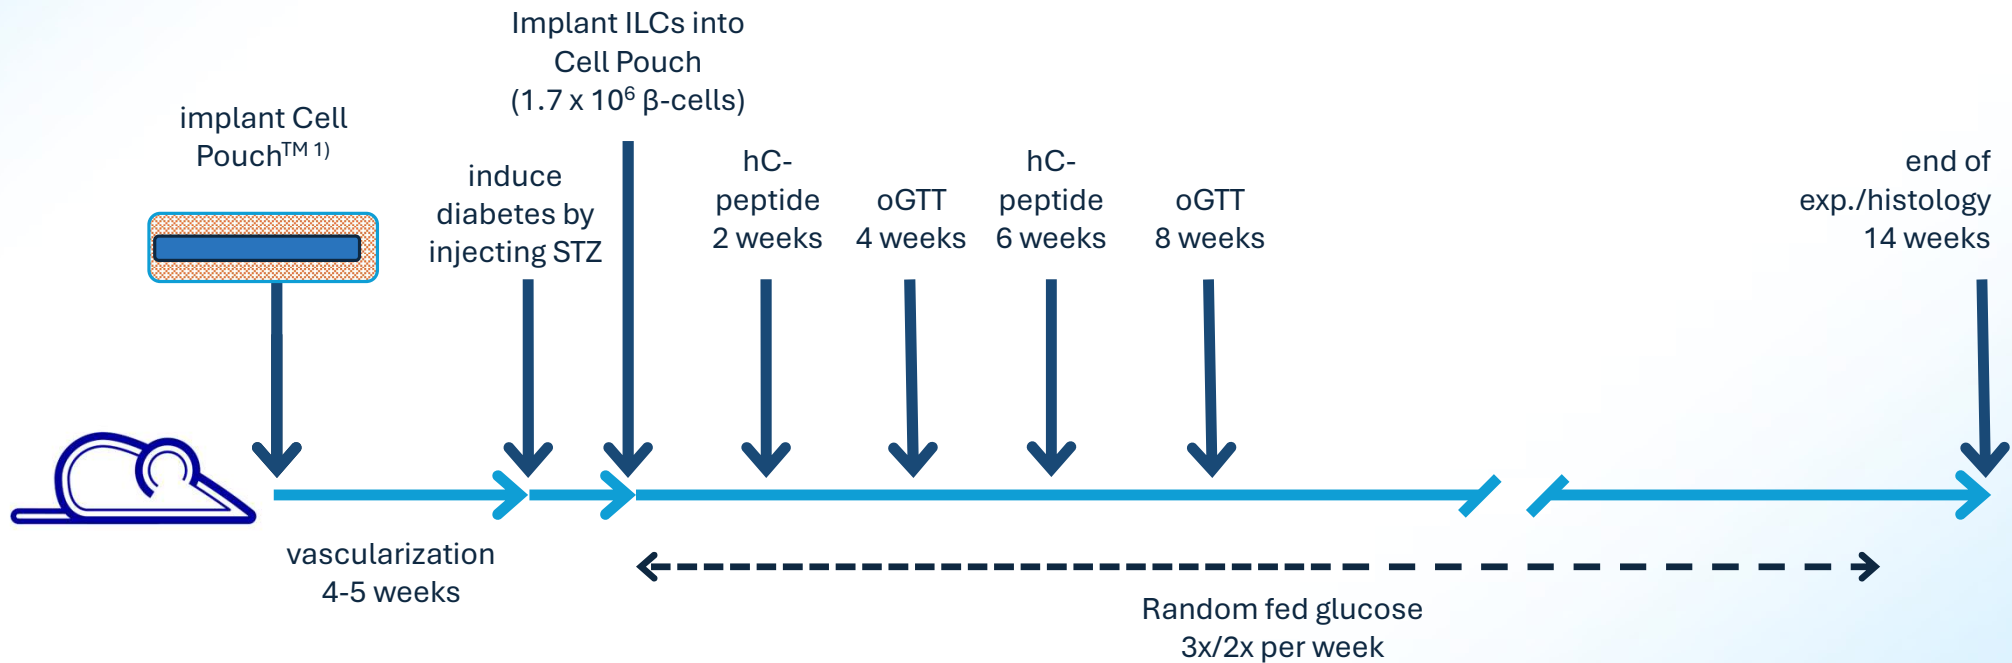 implant Cell
Pouch™ ¹⁾
induce
diabetes by
injecting STZ
Implant ILCs into
Cell Pouch
(1.7 x 10⁶ β-cells)
hC-
peptide
2 weeks
oGTT
4 weeks
hC-
peptide
6 weeks
oGTT
8 weeks
end of
exp./histology
14 weeks
vascularization
4-5 weeks
Random fed glucose
3x/2x per week